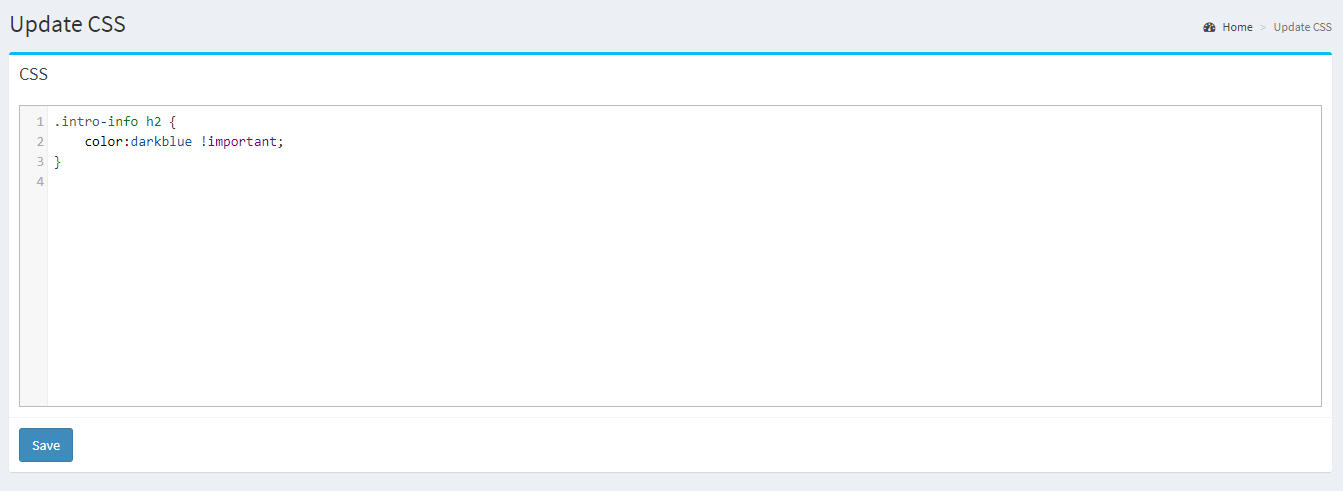 Update CSS
Home > Update CSS
CSS
1 .intro-info h2 {
2     color:darkblue !important;
3 }
4
Save